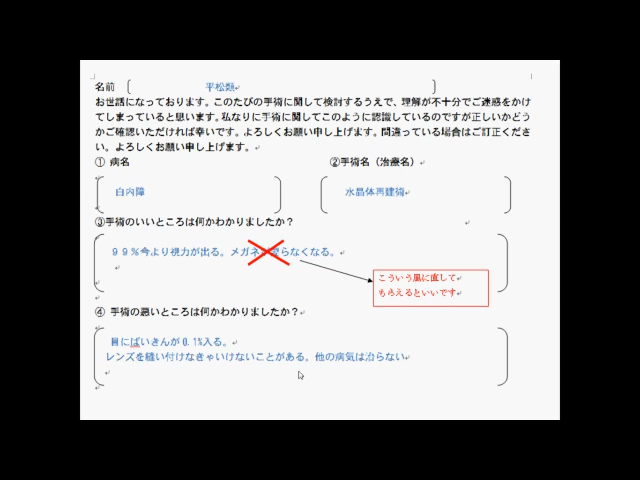 名前 平松類
お世話になっております。このたびの手術に関して検討するうえで、理解が不十分でご迷惑をかけ
てしまっていると思います。私なりに手術に関してこのように認識しているのですが正しいかどう
かご確認いただければ幸いです。よろしくお願い申し上げます。間違っている場合はご訂正くださ
い。よろしくお願い申し上げます。
① 病名 ②手術名（治療名）
白内障 水晶体再建術
③手術のいいところは何かわかりましたか？
９９％今より視力が出る。メガネが要らなくなる。
こういう風に直して
もらえるといいです
④ 手術の悪いところは何かわかりましたか？
目にばいきんが 0.1%入る。
レンズを縫い付けなきゃいけないことがある。他の病気は治らない